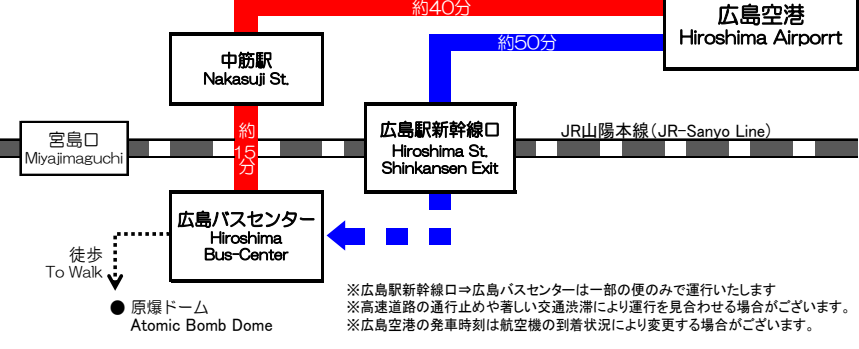 約40分
広島空港
Hiroshima Airporrt
約50分
中筋駅
Nakasuji St.
宮島口
Miyajimaguchi
約
15
分
広島駅新幹線口
Hiroshima St.
Shinkansen Exit
JR山陽本線(JR-Sanyo Line)
広島バスセンター
Hiroshima
Bus-Center
徒歩
To Walk
● 原爆ドーム
Atomic Bomb Dome
※広島駅新幹線口⇒広島バスセンターは一部の便のみで運行いたします
※高速道路の通行止めや著しい交通渋滞により運行を見合わせる場合がございます。
※広島空港の発車時刻は航空機の到着状況により変更する場合がございます。